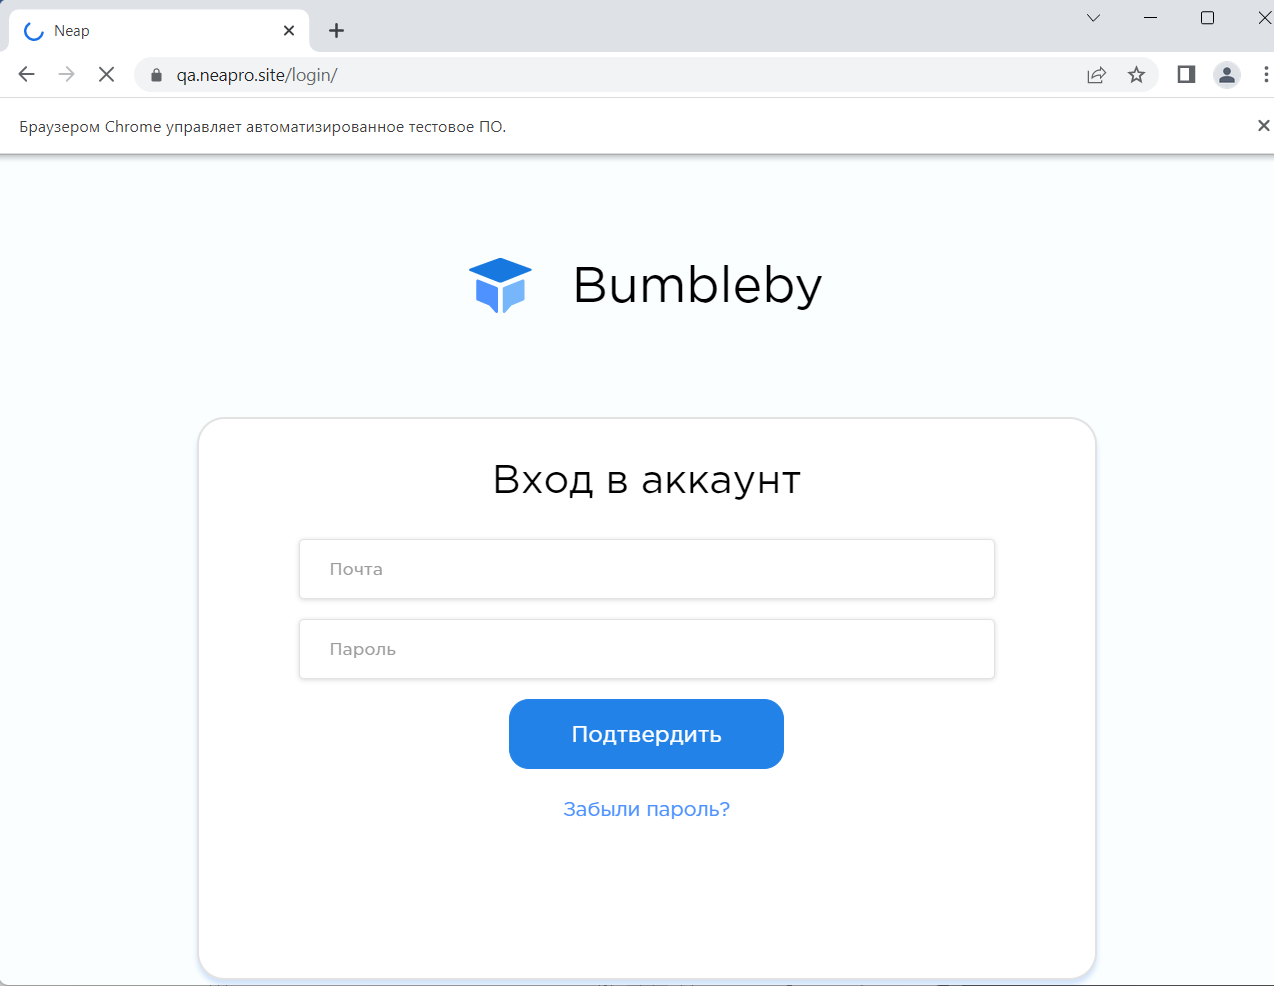 Neap
qa.neapro.site/login/
Браузером Chrome управляет автоматизированное тестовое ПО.
Bumbleby
Вход в аккаунт
Почта
Пароль
Подтвердить
Забыли пароль?